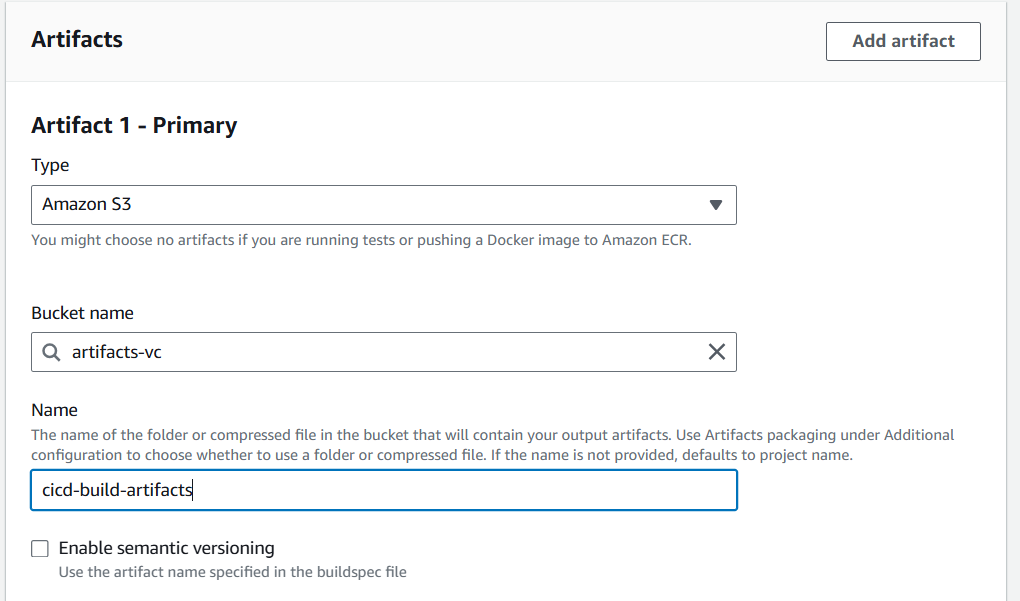 Artifacts
Add artifact
Artifact 1 - Primary
Type
Amazon S3
You might choose no artifacts if you are running tests or pushing a Docker image to Amazon ECR.
Bucket name
artifacts-vc
Name
The name of the folder or compressed file in the bucket that will contain your output artifacts. Use Artifacts packaging under Additional
configuration to choose whether to use a folder or compressed file. If the name is not provided, defaults to project name.
cicd-build-artifacts
Enable semantic versioning
Use the artifact name specified in the buildspec file